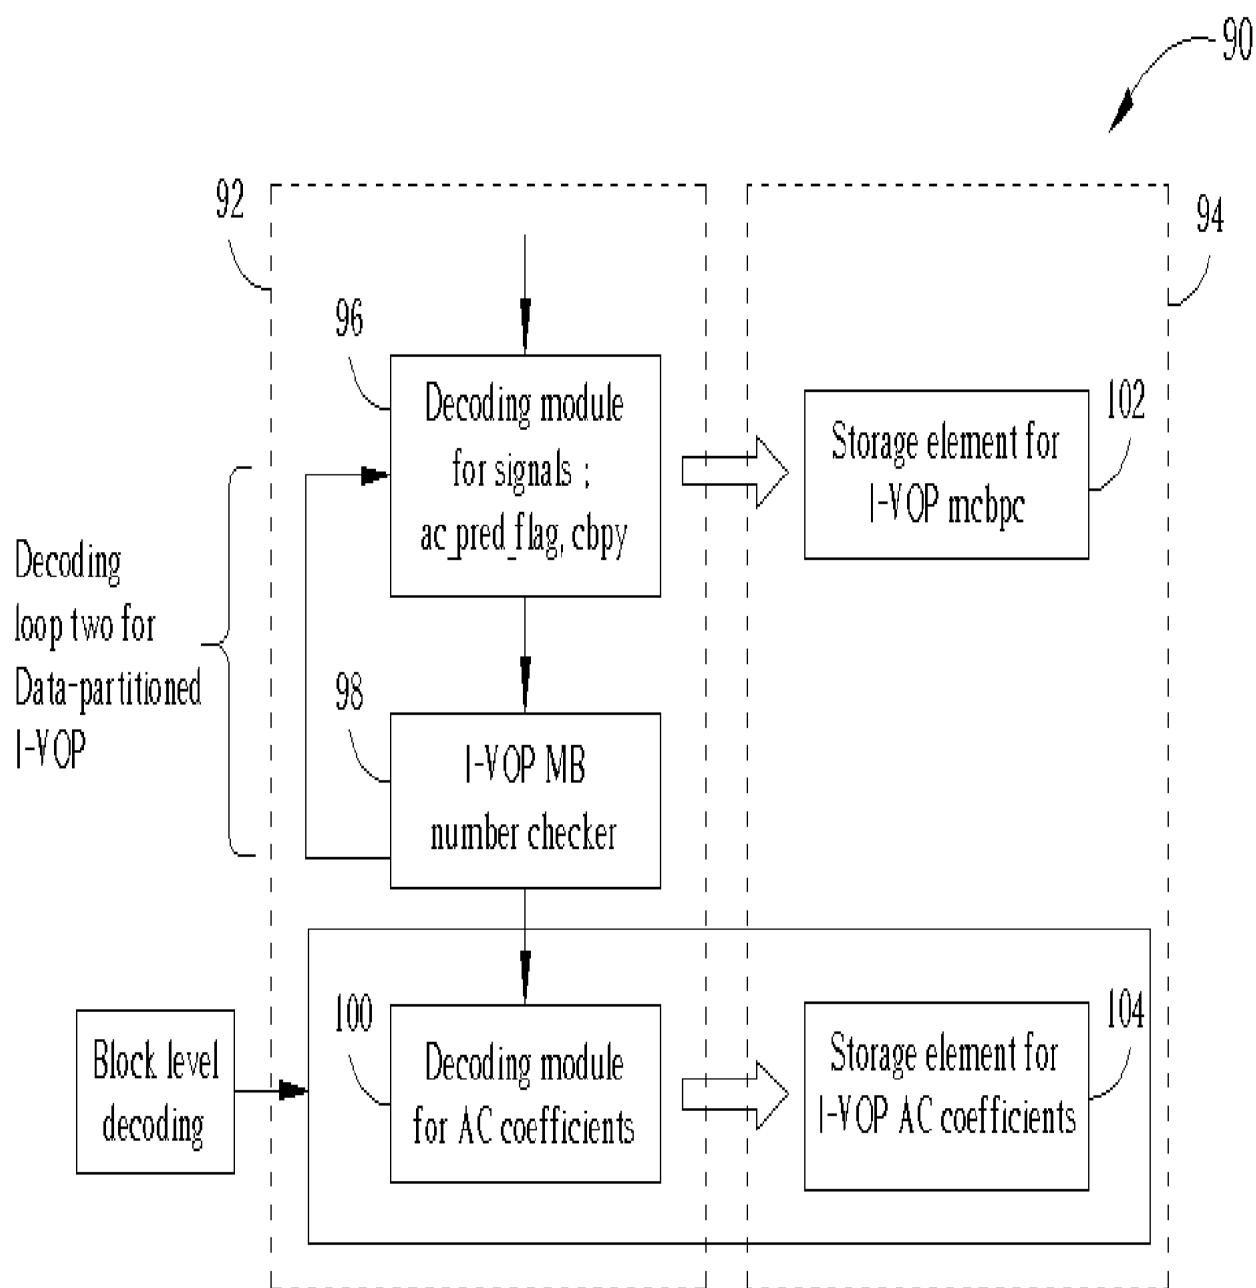 90
92
94
96
Decoding module
for signals :
ac_pred_flag, cbpy
102
Storage element for
I-VOP mcbpc
Decoding
loop two for
Data-partitioned
I-VOP
98
I-VOP MB
number checker
Block level
decoding
100
Decoding module
for AC coefficients
104
Storage element for
I-VOP AC coefficients